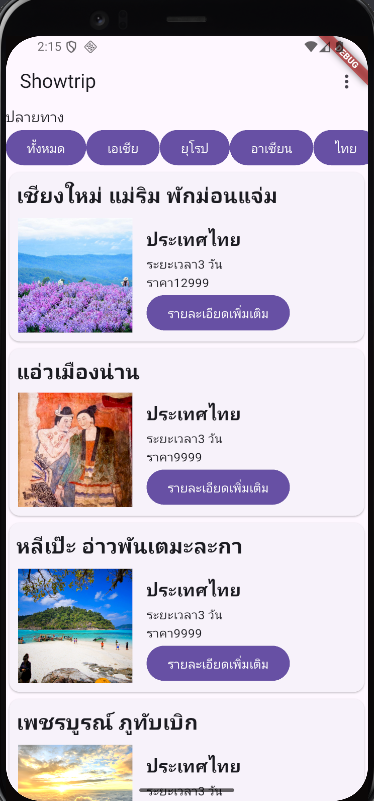 2:15
DEBUG
Showtrip
ปลายทาง
ทั้งหมด เอเชีย ยุโรป อาเซียน ไทย
เชียงใหม่ แม่ริม พักม่อนแจ่ม
ประเทศไทย
ระยะเวลา3 วัน
ราคา12999
รายละเอียดเพิ่มเติม
แอ่วเมืองน่าน
ประเทศไทย
ระยะเวลา3 วัน
ราคา9999
รายละเอียดเพิ่มเติม
หลีเป๊ะ อ่าวพันเตมะละกา
ประเทศไทย
ระยะเวลา3 วัน
ราคา9999
รายละเอียดเพิ่มเติม
เพชรบูรณ์ ภูทับเบิก
ประเทศไทย
ระยะเวลา3 วัน